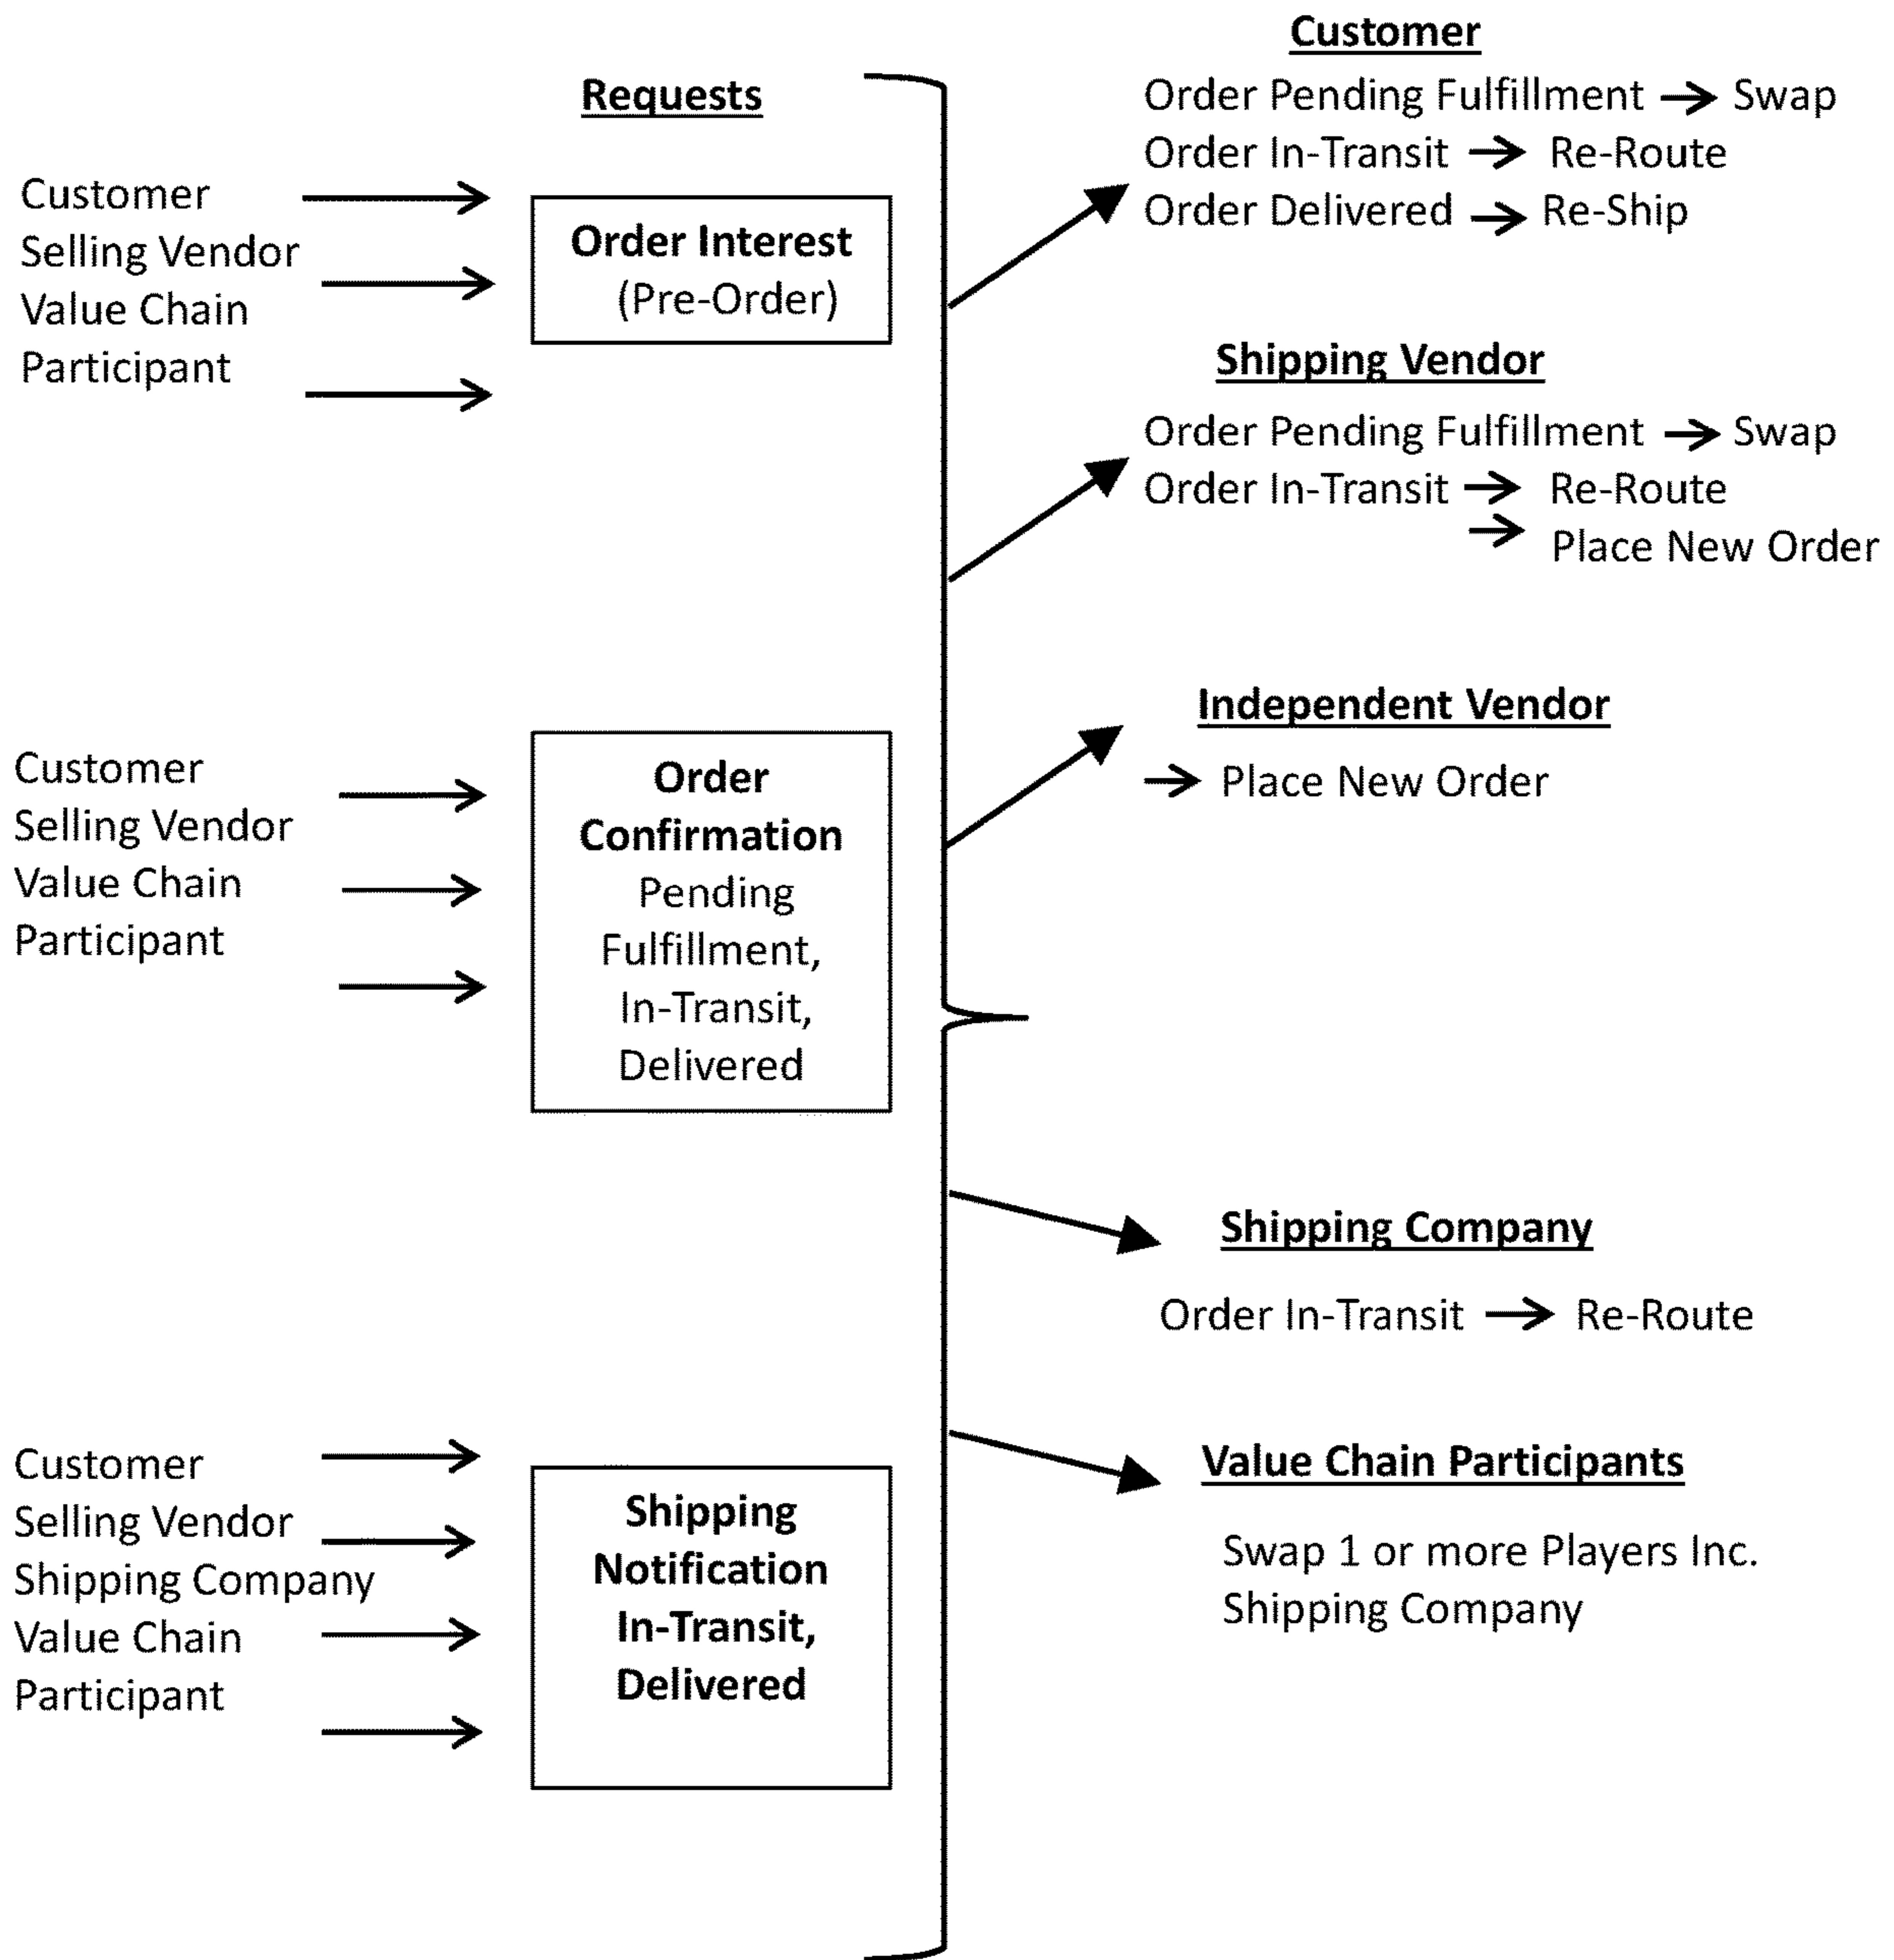 Requests
Customer
Selling Vendor
Value Chain
Participant
Order Interest
(Pre-Order)
Customer
Selling Vendor
Value Chain
Participant
Order
Confirmation
Pending
Fulfillment,
In-Transit,
Delivered
Customer
Selling Vendor
Shipping Company
Value Chain
Participant
Shipping
Notification
In-Transit,
Delivered
Customer
Order Pending Fulfillment → Swap
Order In-Transit → Re-Route
Order Delivered → Re-Ship
Shipping Vendor
Order Pending Fulfillment → Swap
Order In-Transit → Re-Route
→ Place New Order
Independent Vendor
→ Place New Order
Shipping Company
Order In-Transit → Re-Route
Value Chain Participants
Swap 1 or more Players Inc.
Shipping Company